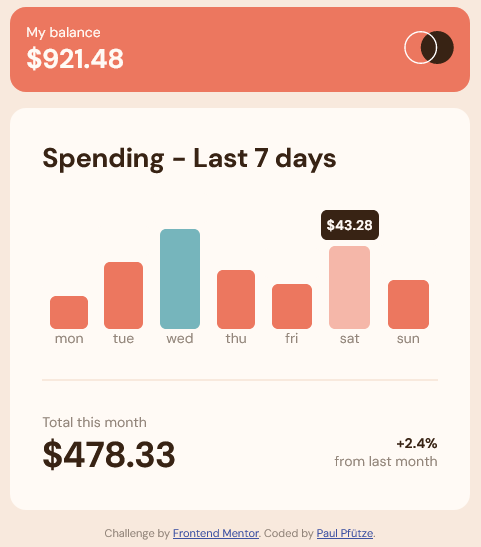 My balance
$921.48
Spending - Last 7 days
$43.28
mon tue wed thu fri sat sun
Total this month
$478.33
+2.4%
from last month
Challenge by Frontend Mentor. Coded by Paul Pfütze.